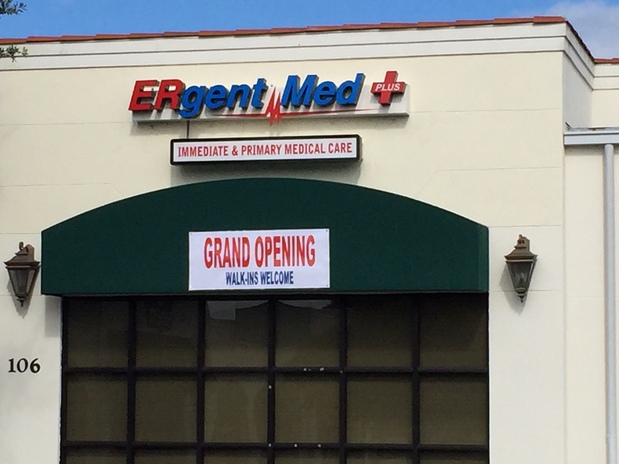 ERgent Med PLUS
IMMEDIATE & PRIMARY MEDICAL CARE
GRAND OPENING
WALK-INS WELCOME
106